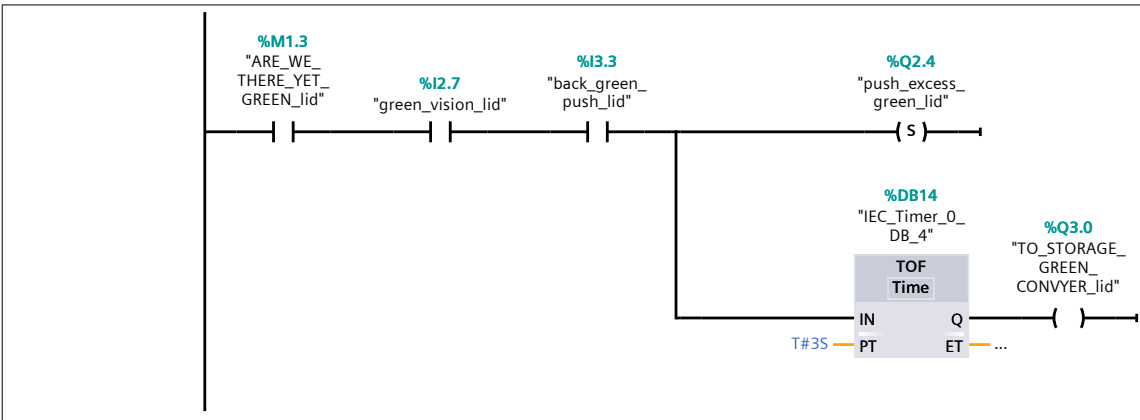 %M1.3
"ARE_WE_
THERE_YET_
GREEN_lid"
%I2.7
"green_vision_lid"
%I3.3
"back_green_
push_lid"
%Q2.4
"push_excess_
green_lid"
S
%DB14
"IEC_Timer_0_
DB_4"
TOF
Time
IN
Q
T#3S
PT
ET
...
%Q3.0
"TO_STORAGE_
GREEN_
CONVYER_lid"